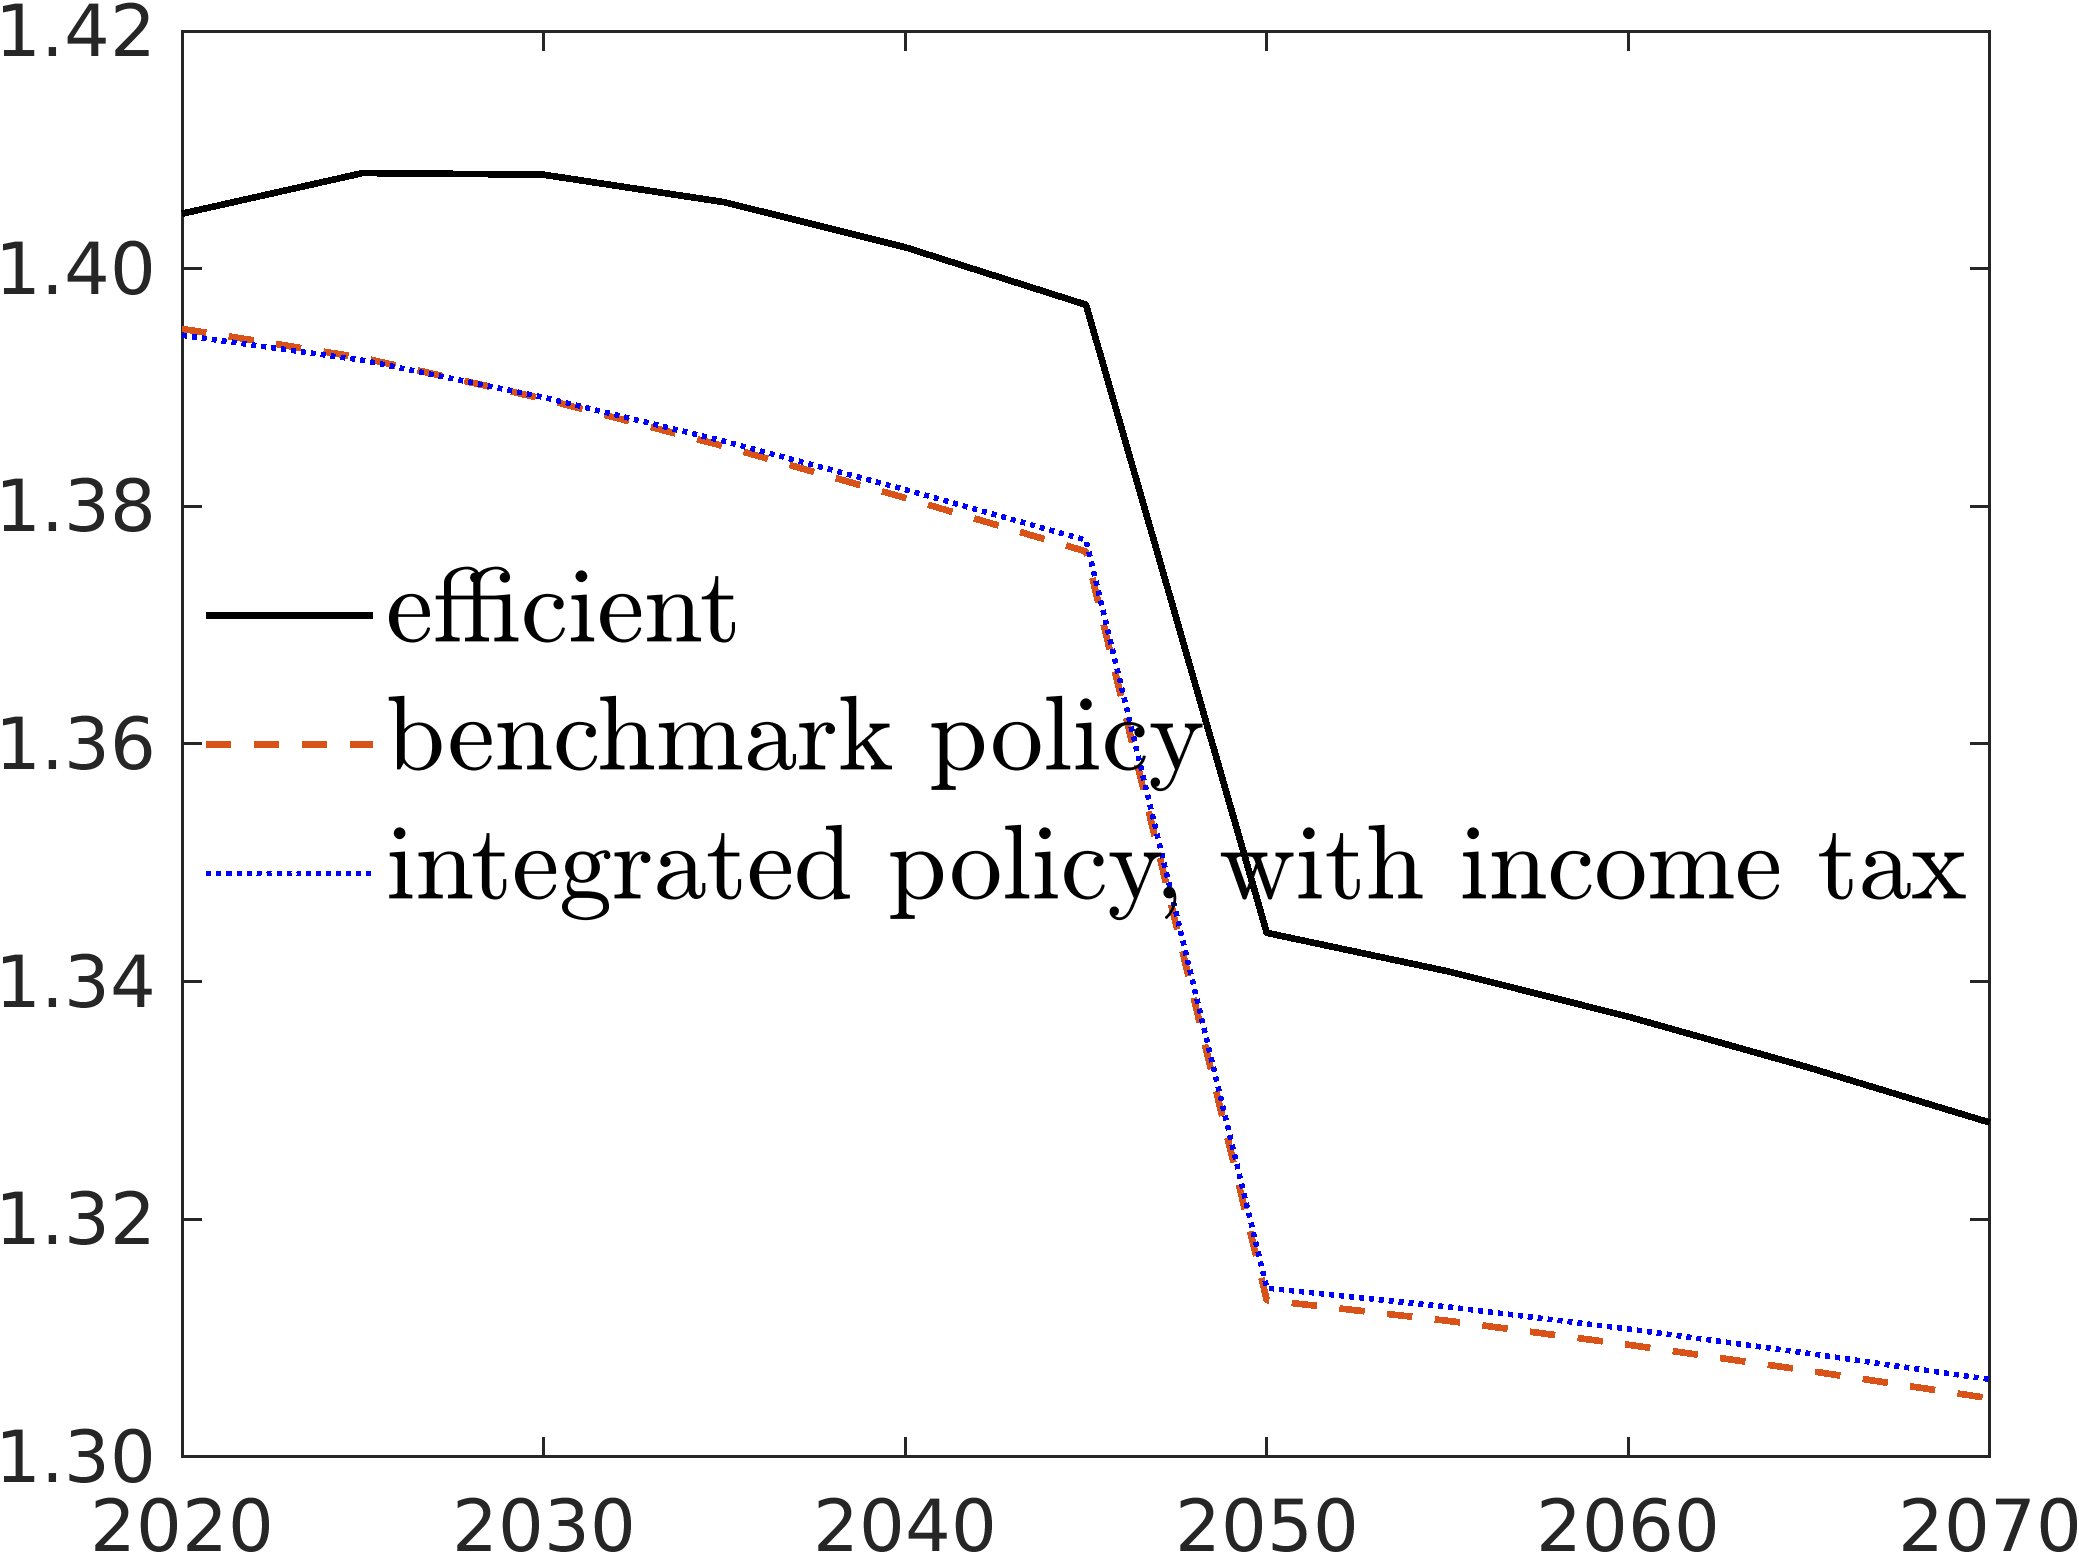 1.42
1.40
1.38
1.36
1.34
1.32
1.30
efficient
benchmark policy
integrated policy, with income tax
2020 2030 2040 2050 2060 2070